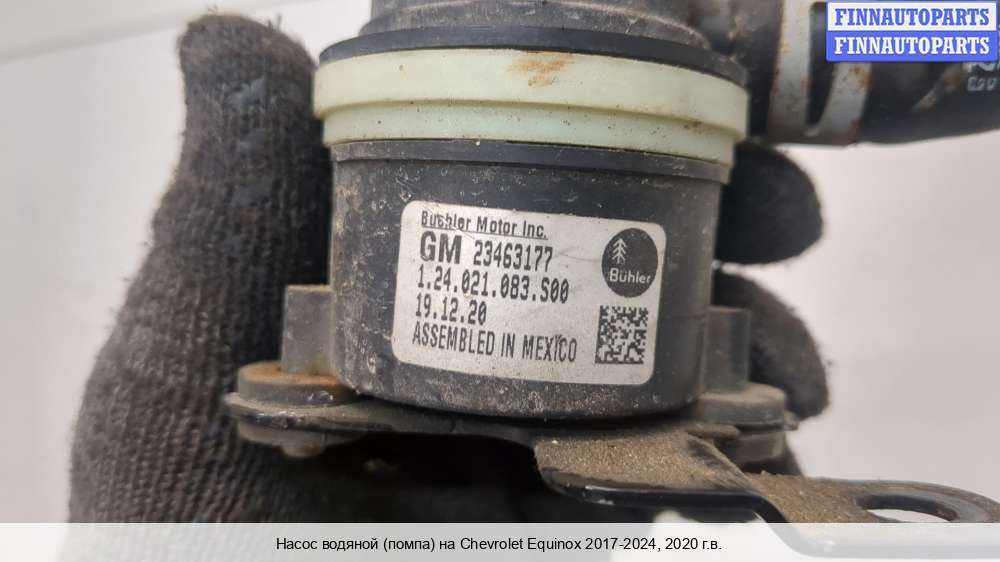 FINNAUTOPARTS
FINNAUTOPARTS
Buehler Motor Inc.
GM 23463177
1.24.021.083.S00
19.12.20
ASSEMBLED IN MEXICO
Bühler
Насос водяной (помпа) на Chevrolet Equinox 2017-2024, 2020 г.в.